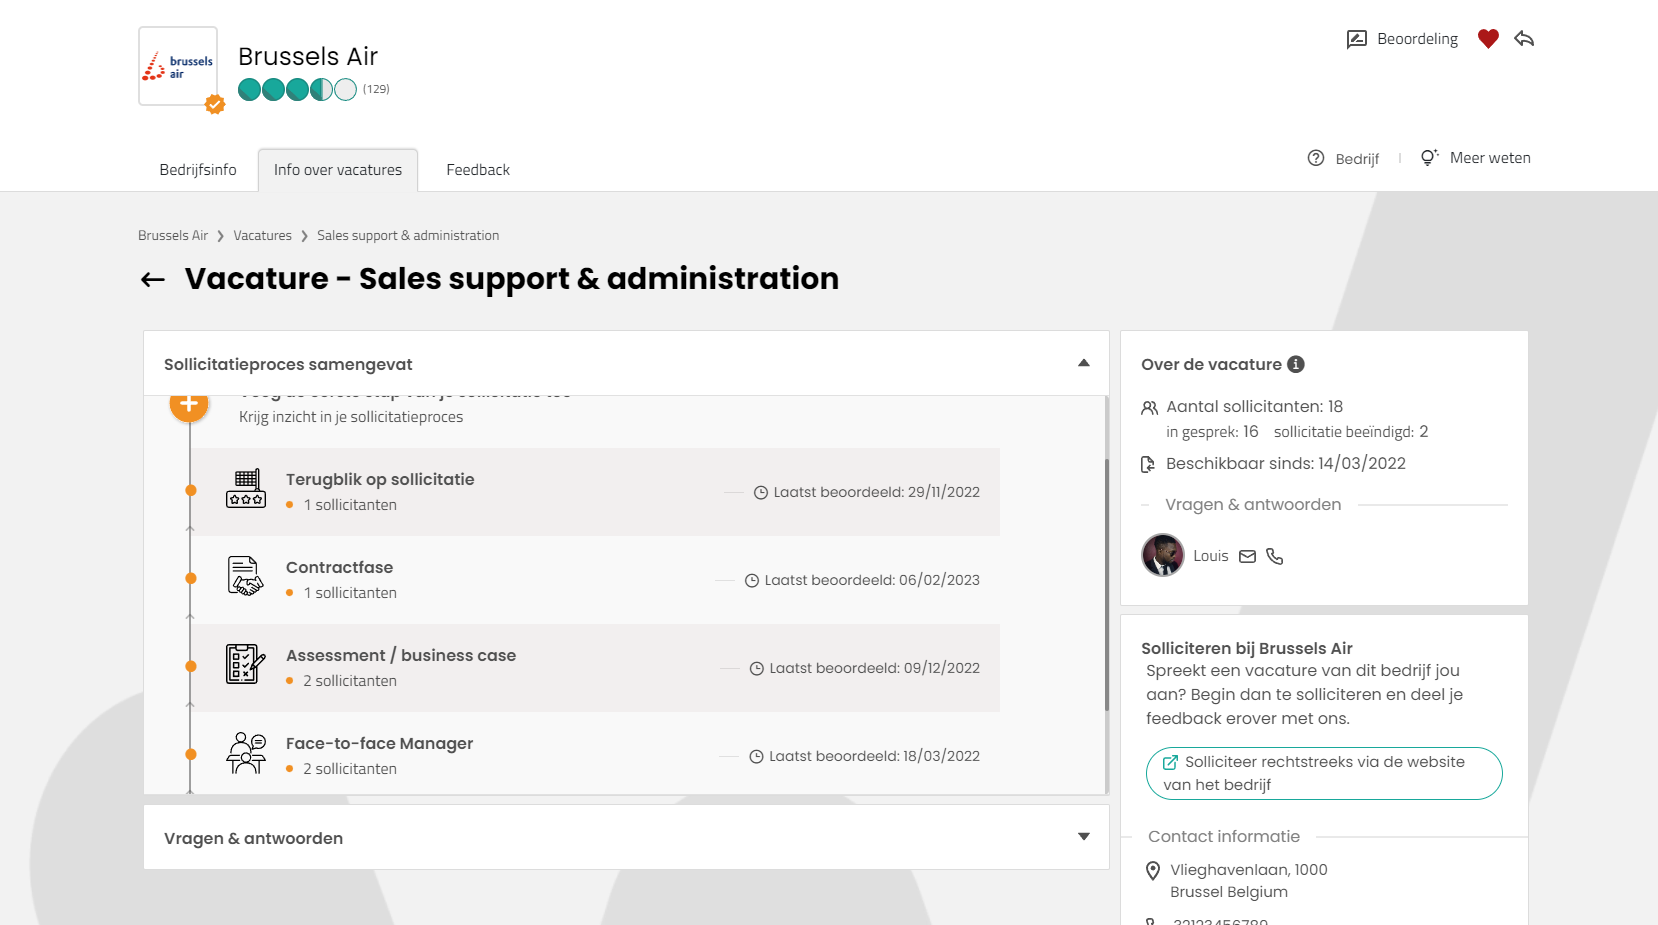 brussels
air
Brussels Air
(129)
Beoordeling
Bedrijfsinfo
Info over vacatures
Feedback
Bedrijf
Meer weten
Brussels Air
Vacatures
Sales support & administration
Vacature - Sales support & administration
Sollicitatieproces samengevat
Krijg inzicht in je sollicitatieproces
Terugblik op sollicitatie
1 sollicitanten
Laatst beoordeeld: 29/11/2022
Contractfase
1 sollicitanten
Laatst beoordeeld: 06/02/2023
Assessment / business case
2 sollicitanten
Laatst beoordeeld: 09/12/2022
Face-to-face Manager
2 sollicitanten
Laatst beoordeeld: 18/03/2022
Vragen & antwoorden
Over de vacature
Aantal sollicitanten: 18
in gesprek: 16 sollicitatie beeïndigd: 2
Beschikbaar sinds: 14/03/2022
Vragen & antwoorden
Louis
Solliciteren bij Brussels Air
Spreekt een vacature van dit bedrijf jou
aan? Begin dan te solliciteren en deel je
feedback erover met ons.
Solliciteer rechtstreeks via de website
van het bedrijf
Contact informatie
Vlieghavenlaan, 1000
Brussel Belgium
32123456789